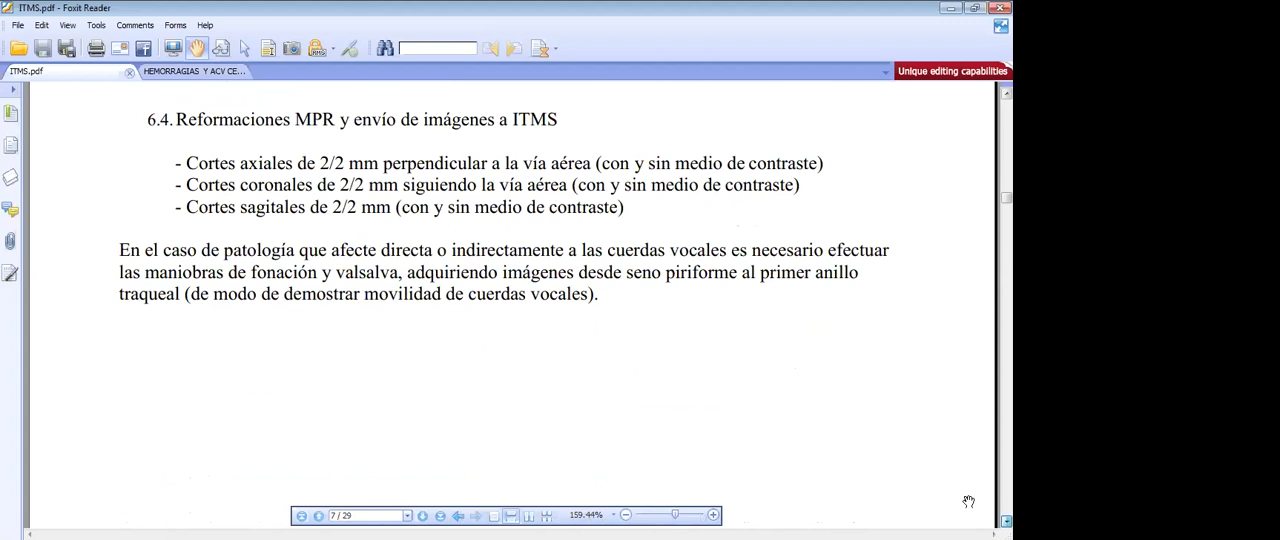 ITMS.pdf - Foxit Reader
File Edit View Tools Comments Forms Help
ITMS.pdf HEMORRAGIAS Y ACV CE... Unique editing capabilities
6.4. Reformaciones MPR y envío de imágenes a ITMS
- Cortes axiales de 2/2 mm perpendicular a la vía aérea (con y sin medio de contraste)
- Cortes coronales de 2/2 mm siguiendo la vía aérea (con y sin medio de contraste)
- Cortes sagitales de 2/2 mm (con y sin medio de contraste)
En el caso de patología que afecte directa o indirectamente a las cuerdas vocales es necesario efectuar
las maniobras de fonación y valsalva, adquiriendo imágenes desde seno piriforme al primer anillo
traqueal (de modo de demostrar movilidad de cuerdas vocales).
7 / 29 159.44%